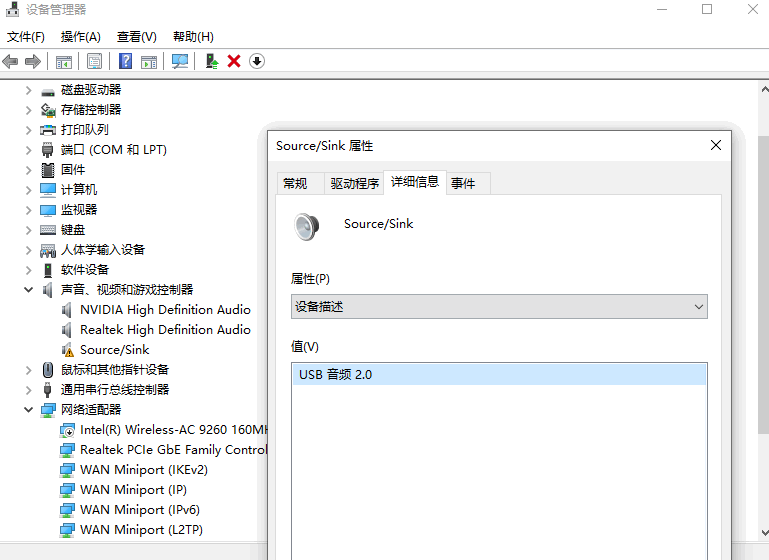 设备管理器
文件(F) 操作(A) 查看(V) 帮助(H)
磁盘驱动器
存储控制器
打印队列
端口 (COM 和 LPT)
固件
计算机
监视器
键盘
人体学输入设备
软件设备
声音、视频和游戏控制器
NVIDIA High Definition Audio
Realtek High Definition Audio
Source/Sink
鼠标和其他指针设备
通用串行总线控制器
网络适配器
Intel(R) Wireless-AC 9260 160MH
Realtek PCIe GbE Family Control
WAN Miniport (IKEv2)
WAN Miniport (IP)
WAN Miniport (IPv6)
WAN Miniport (L2TP)
Source/Sink 属性
常规 驱动程序 详细信息 事件
Source/Sink
属性(P)
设备描述
值(V)
USB 音频 2.0